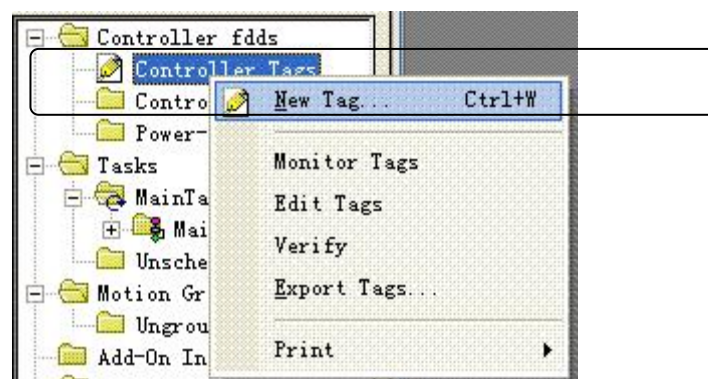 Controller fdds
Controller Tags
Contro
New Tag... Ctrl+W
Power-
Tasks
Monitor Tags
MainTa
Edit Tags
Mai
Verify
Unsche
Export Tags...
Motion Gr
Ungrou
Print
Add-On In